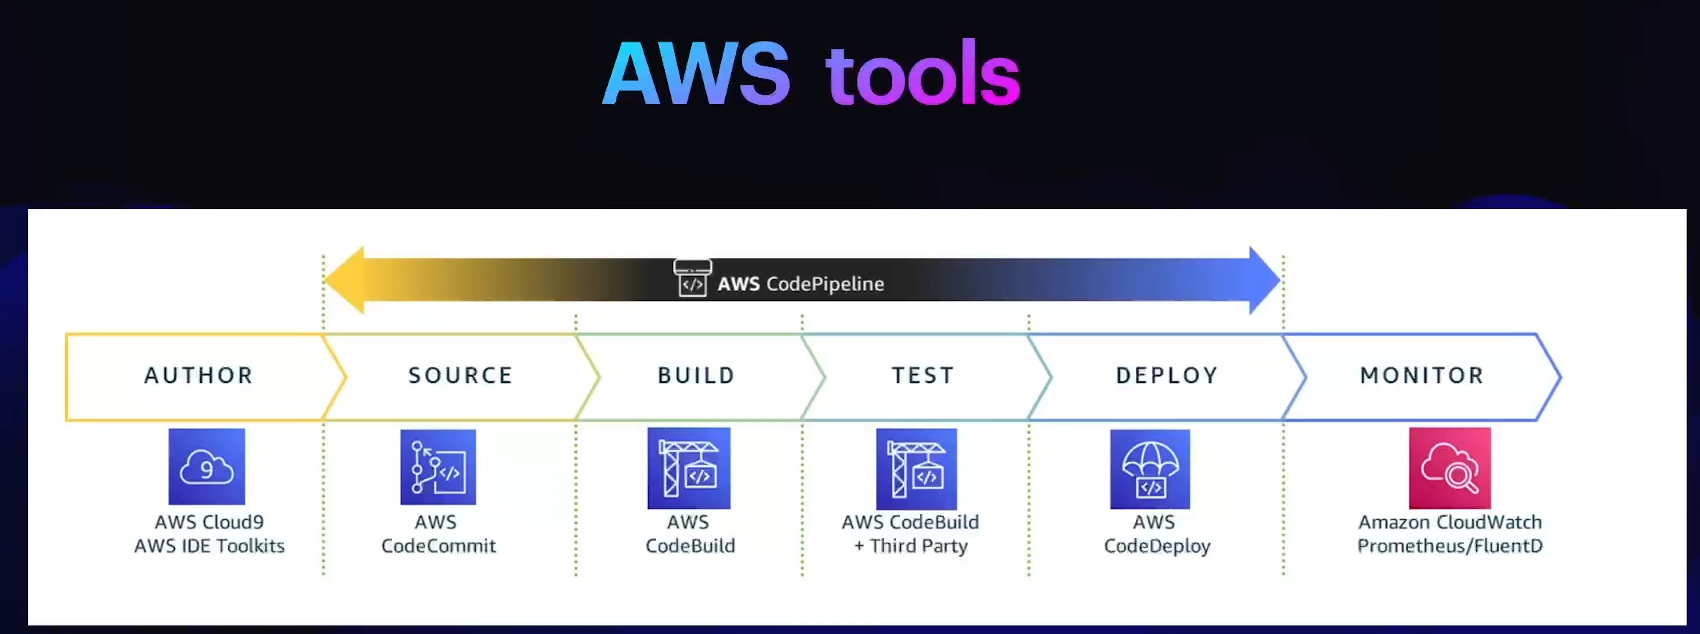 AWS tools
</> AWS CodePipeline
AUTHOR
SOURCE
BUILD
TEST
DEPLOY
MONITOR
9
</>
</>
</>
</>
AWS Cloud9
AWS IDE Toolkits
AWS
CodeCommit
AWS
CodeBuild
AWS CodeBuild
+ Third Party
AWS
CodeDeploy
Amazon CloudWatch
Prometheus/FluentD